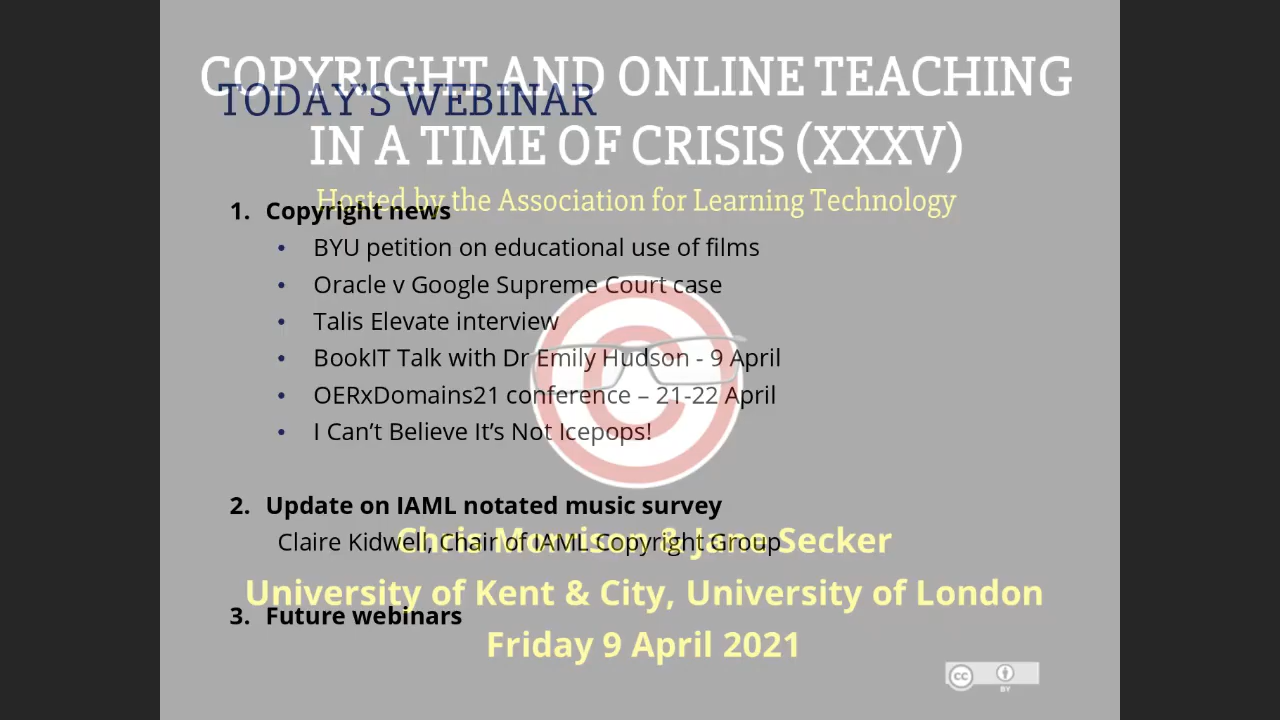 COPYRIGHT AND ONLINE TEACHING
IN A TIME OF CRISIS (XXXV)
Hosted by the Association for Learning Technology
Chris Morrison & Jane Secker
University of Kent & City, University of London
Friday 9 April 2021
TODAY'S WEBINAR
1. Copyright news
• BYU petition on educational use of films
• Oracle v Google Supreme Court case
• Talis Elevate interview
• BookIT Talk with Dr Emily Hudson - 9 April
• OERxDomains21 conference – 21-22 April
• I Can’t Believe It’s Not Icepops!
2. Update on IAML notated music survey
Claire Kidwell, Chair of IAML Copyright Group
3. Future webinars
cc
BY